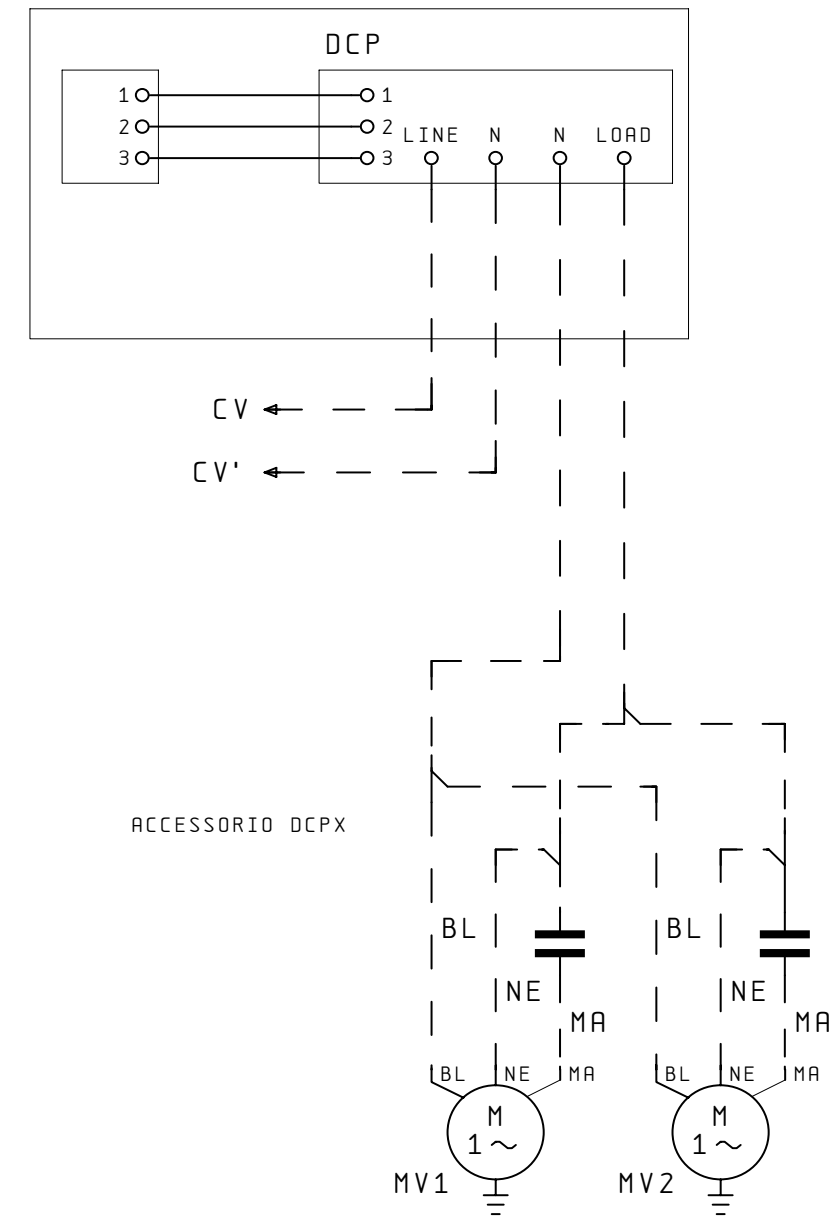 DCP
1 1
2 2 LINE N N LOAD
3 3
CV
CV'
ACCESSORIO DCPX
BL BL
NE NE
MA MA
BL NE MA BL NE MA
M M
1~ 1~
MV1 MV2